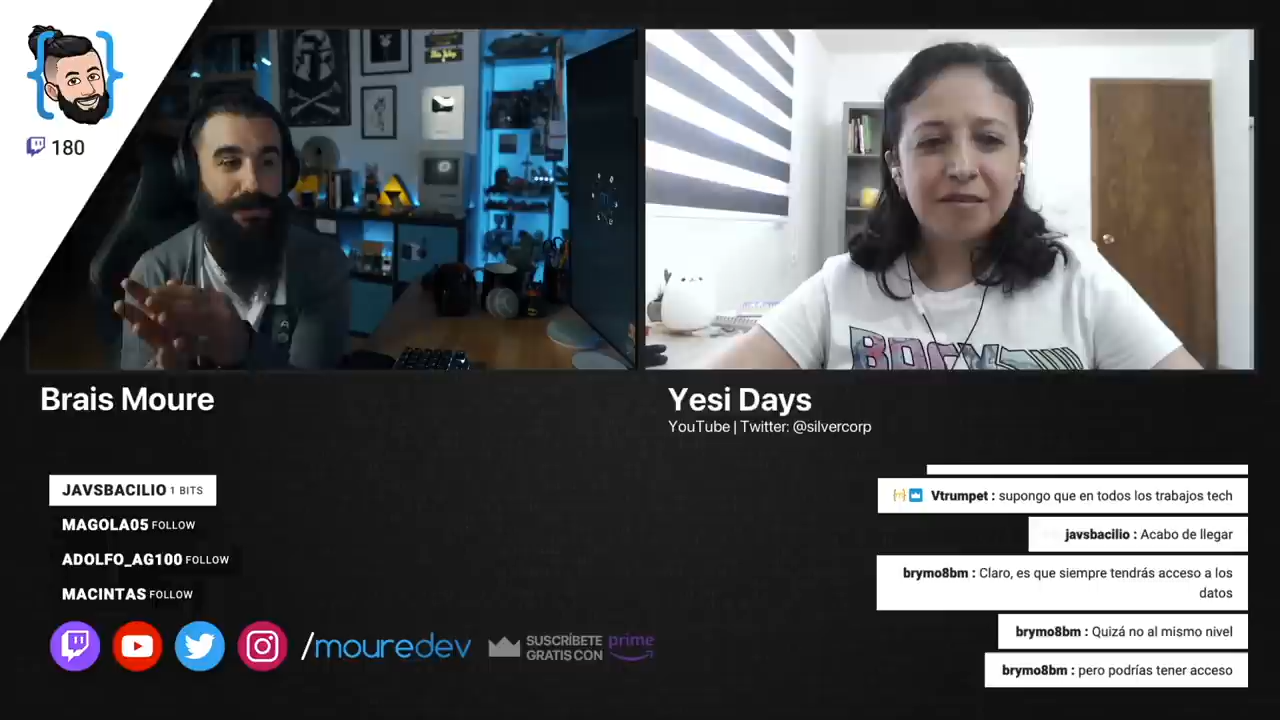 180
Brais Moure
Yesi Days
YouTube | Twitter: @silvercorp
JAVSBACILIO 1 BITS
MAGOLA05 FOLLOW
ADOLFO_AG100 FOLLOW
MACINTAS FOLLOW
/mouredev
SUSCRÍBETE
GRATIS CON
prime
Vtrumpet : supongo que en todos los trabajos tech
javsbacilio : Acabo de llegar
brymo8bm : Claro, es que siempre tendrás acceso a los
datos
brymo8bm : Quizá no al mismo nivel
brymo8bm : pero podrías tener acceso